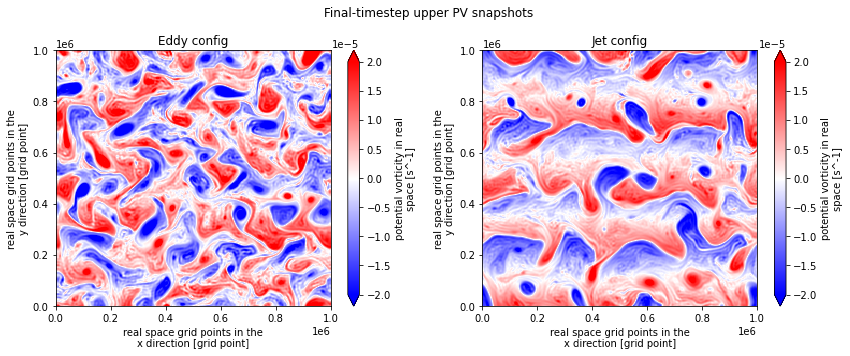 Final-timestep upper PV snapshots
Eddy config
1e6
1.0
0.8
0.6
0.4
0.2
0.0
real space grid points in the
y direction [grid point]
0.0
0.2
0.4
0.6
0.8
1.0
1e6
real space grid points in the
x direction [grid point]
1e−5
2.0
1.5
1.0
0.5
0.0
−0.5
−1.0
−1.5
−2.0
potential vorticity in real
space [s^-1]
Jet config
1e6
1.0
0.8
0.6
0.4
0.2
0.0
real space grid points in the
y direction [grid point]
0.0
0.2
0.4
0.6
0.8
1.0
1e6
real space grid points in the
x direction [grid point]
1e−5
2.0
1.5
1.0
0.5
0.0
−0.5
−1.0
−1.5
−2.0
potential vorticity in real
space [s^-1]